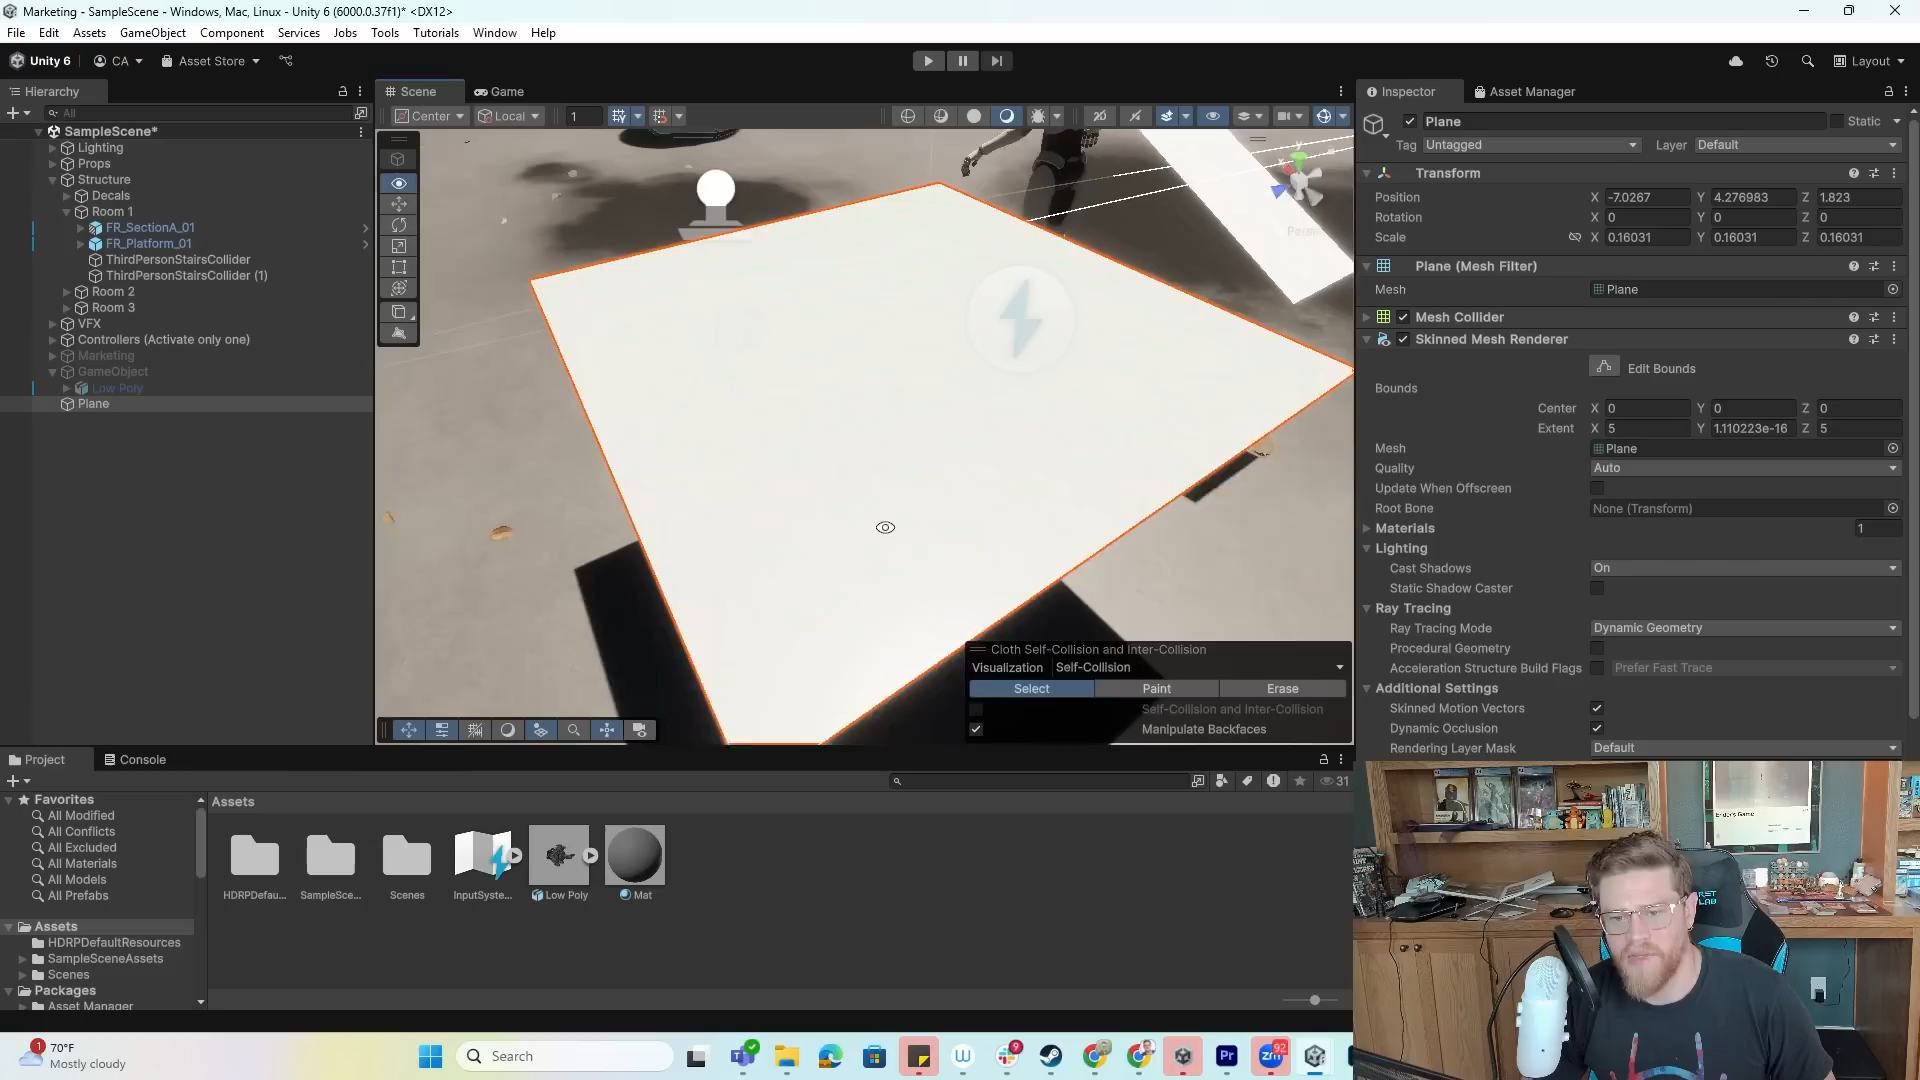 Marketing - SampleScene - Windows, Mac, Linux - Unity 6 (6000.0.37f1)* <DX12>
File Edit Assets GameObject Component Services Jobs Tools Tutorials Window Help
Unity 6 CA Asset Store Layout
Hierarchy
All
SampleScene*
Lighting
Props
Structure
Decals
Room 1
FR_SectionA_01
FR_Platform_01
ThirdPersonStairsCollider
ThirdPersonStairsCollider (1)
Room 2
Room 3
VFX
Controllers (Activate only one)
Marketing
GameObject
Low Poly
Plane
Scene Game
Center Local 1
Cloth Self-Collision and Inter-Collision
Visualization Self-Collision
Select Paint Erase
Self-Collision and Inter-Collision
Manipulate Backfaces
Inspector Asset Manager
Plane Static
Tag Untagged Layer Default
Transform
Position X -7.0267 Y 4.276983 Z 1.823
Rotation X 0 Y 0 Z 0
Scale X 0.16031 Y 0.16031 Z 0.16031
Plane (Mesh Filter)
Mesh Plane
Mesh Collider
Skinned Mesh Renderer
Edit Bounds
Bounds
Center X 0 Y 0 Z 0
Extent X 5 Y 1.110223e-16 Z 5
Mesh Plane
Quality Auto
Update When Offscreen
Root Bone None (Transform)
Materials 1
Lighting
Cast Shadows On
Static Shadow Caster
Ray Tracing
Ray Tracing Mode Dynamic Geometry
Procedural Geometry
Acceleration Structure Build Flags Prefer Fast Trace
Additional Settings
Skinned Motion Vectors
Dynamic Occlusion
Rendering Layer Mask Default
Project Console
31
Favorites
All Modified
All Conflicts
All Excluded
All Materials
All Models
All Prefabs
Assets
HDRPDefaultResources
SampleSceneAssets
Scenes
Packages
Asset Manager
Assets
HDRPDefau... SampleSce... Scenes InputSyste... Low Poly Mat
Ender's Game
1
70°F
Mostly cloudy
Search
9
Pr
92